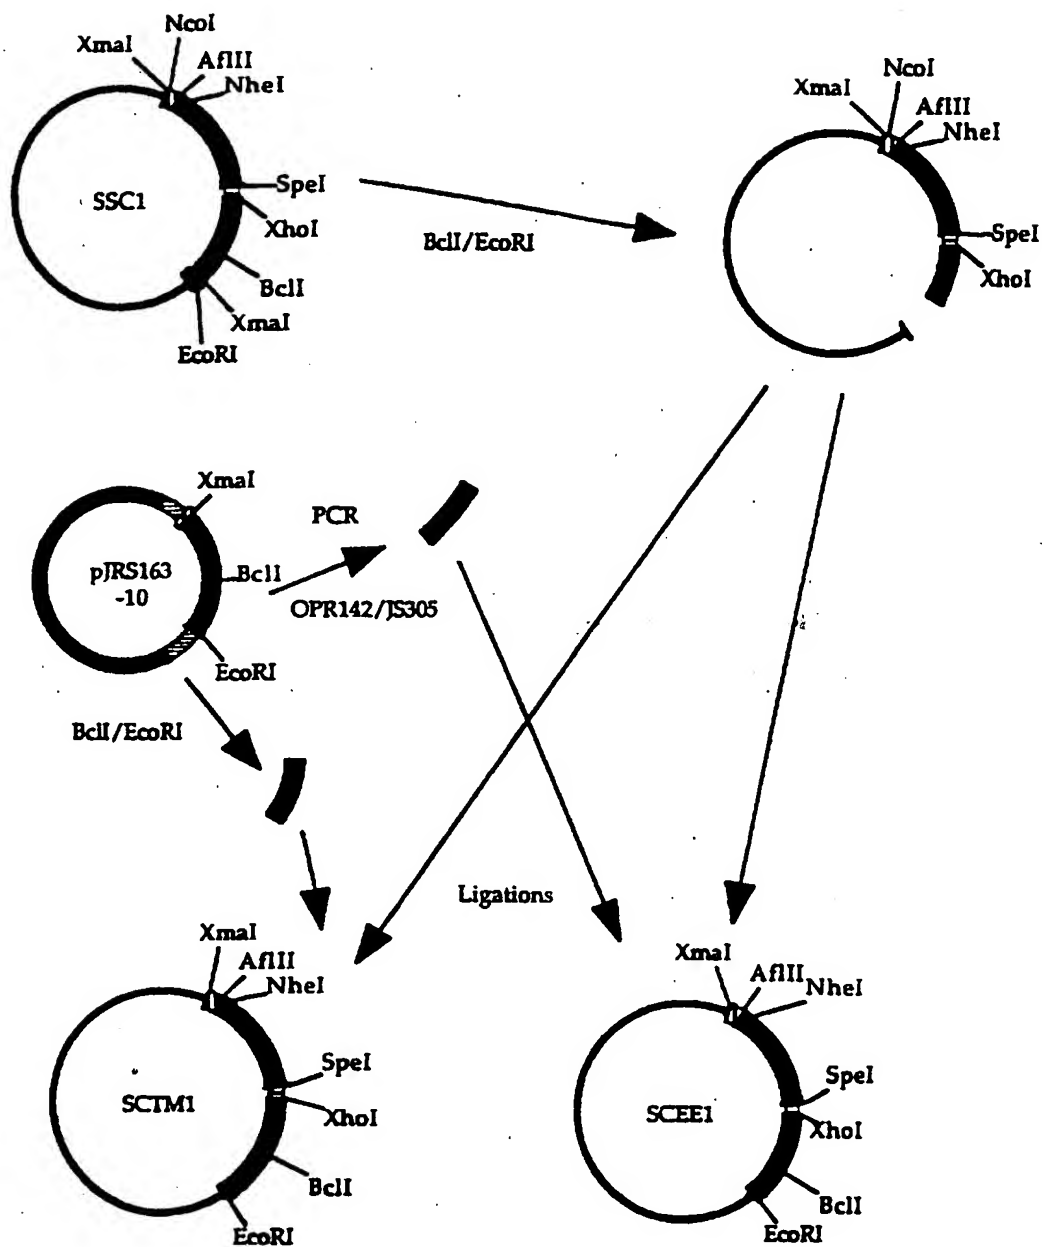 NcoI
XmaI
AflII
NheI
SSC1
SpeI
XhoI
BclI
XmaI
EcoRI
BclI/EcoRI
NcoI
XmaI
AflII
NheI
SpeI
XhoI
XmaI
PCR
pJRS163
-10
BclI
OPR142/JS305
EcoRI
BclI/EcoRI
Ligations
XmaI
AflII
NheI
SpeI
SCTM1
XhoI
BclI
EcoRI
XmaI
AflII
NheI
SpeI
SCEE1
XhoI
BclI
EcoRI